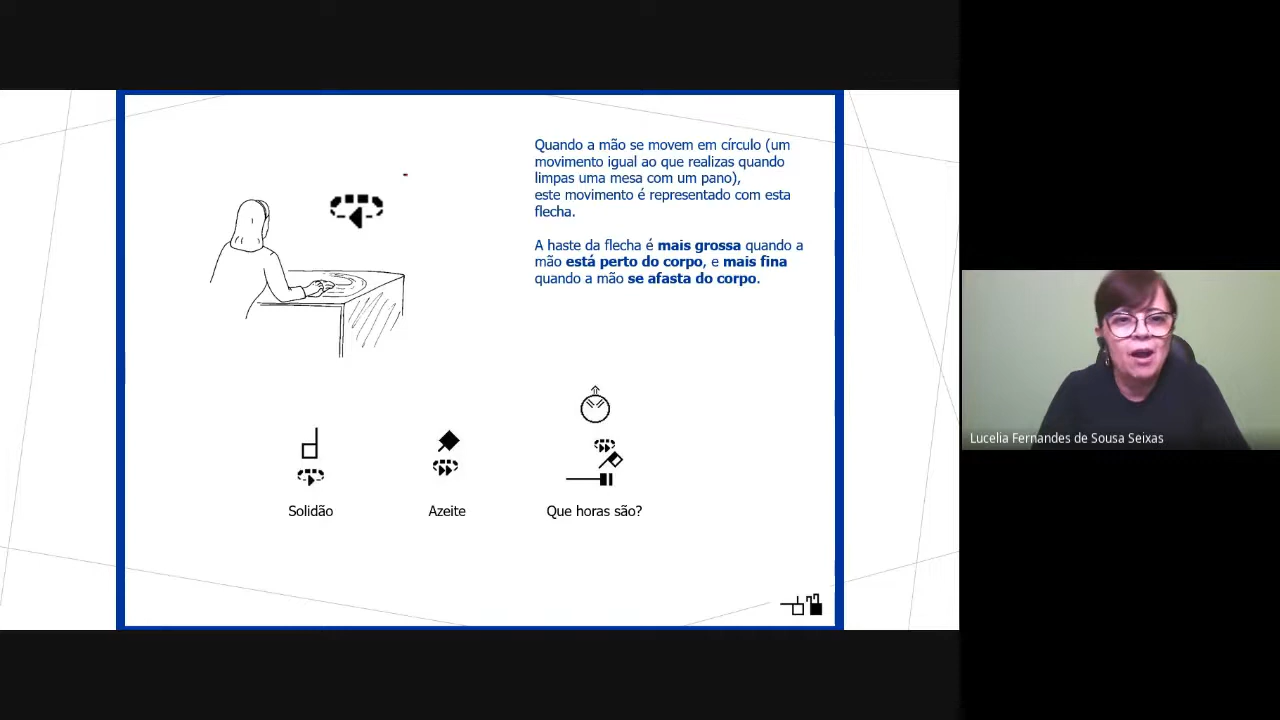 Quando a mão se movem em círculo (um
movimento igual ao que realizas quando
limpas uma mesa com um pano),
este movimento é representado com esta
flecha.
A haste da flecha é mais grossa quando a
mão está perto do corpo, e mais fina
quando a mão se afasta do corpo.
Solidão
Azeite
Que horas são?
Lucelia Fernandes de Sousa Seixas